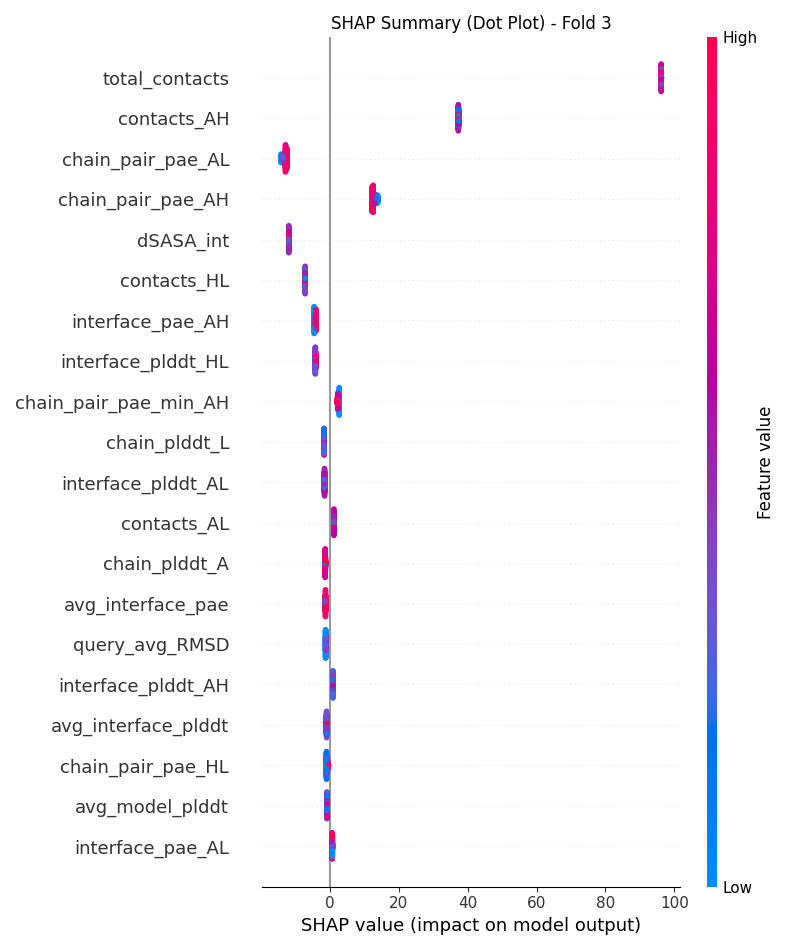 SHAP Summary (Dot Plot) - Fold 3
High
total_contacts
contacts_AH
chain_pair_pae_AL
chain_pair_pae_AH
dSASA_int
contacts_HL
interface_pae_AH
interface_plddt_HL
chain_pair_pae_min_AH
chain_plddt_L
interface_plddt_AL
contacts_AL
chain_plddt_A
avg_interface_pae
query_avg_RMSD
interface_plddt_AH
avg_interface_plddt
chain_pair_pae_HL
avg_model_plddt
interface_pae_AL
Feature value
Low
0 20 40 60 80 100
SHAP value (impact on model output)